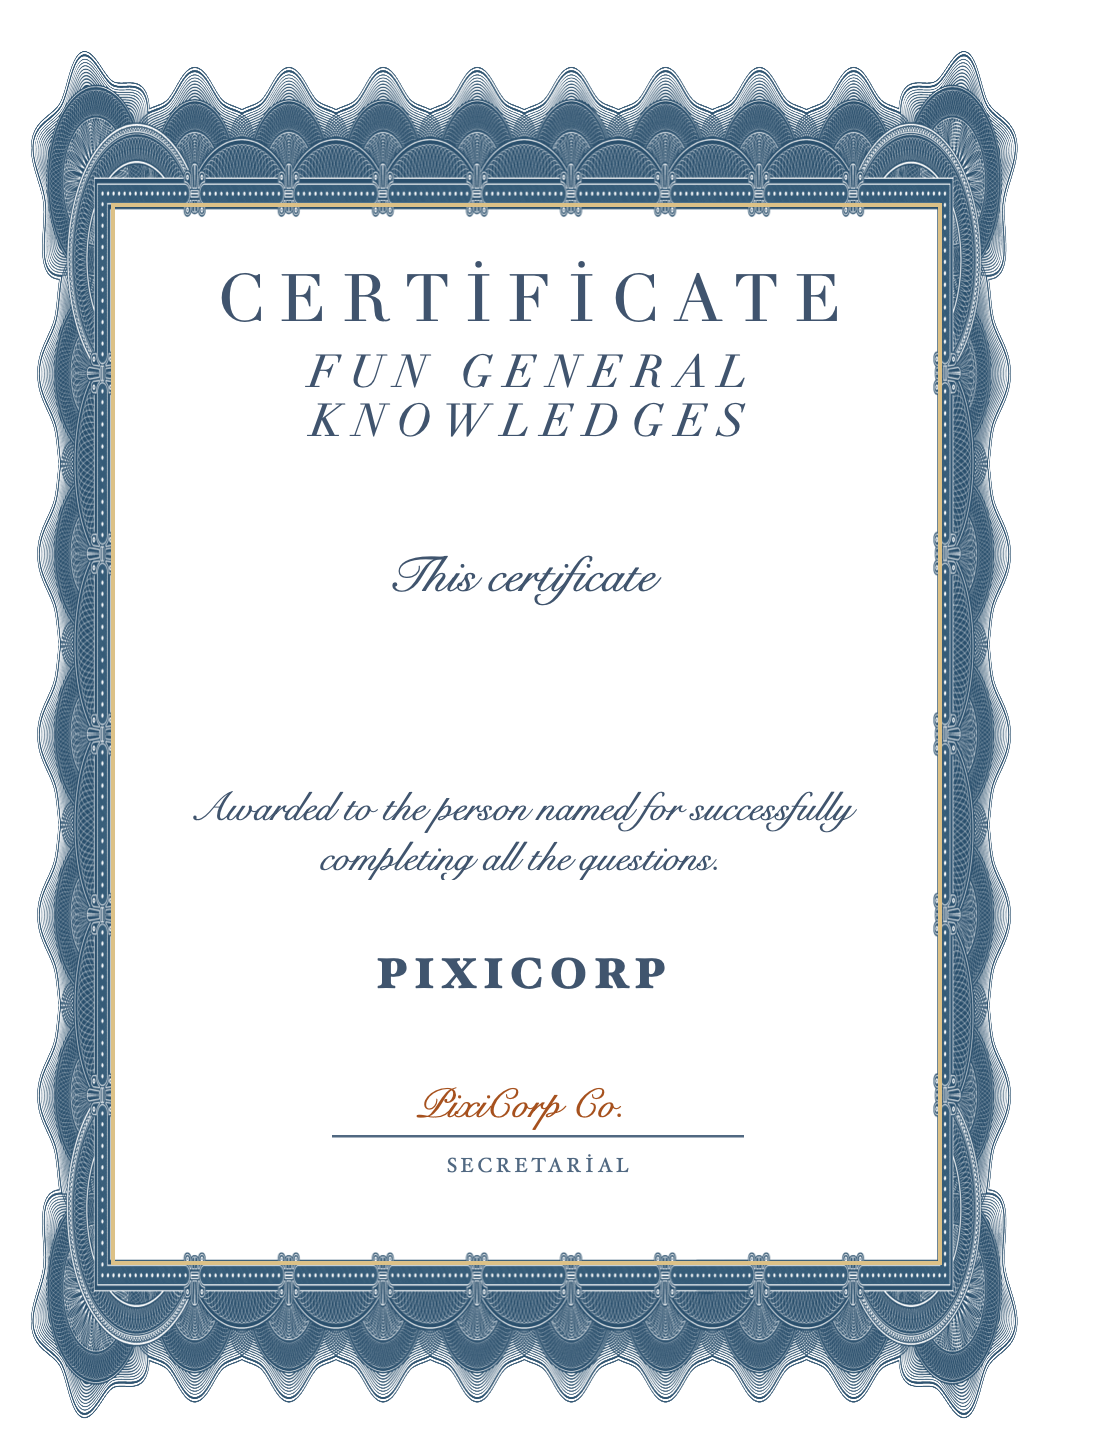 CERTİFİCATE
FUN GENERAL
KNOWLEDGES
This certificate
Awarded to the person named for successfully
completing all the questions.
PIXICORP
PixiCorp Co.
SECRETARİAL